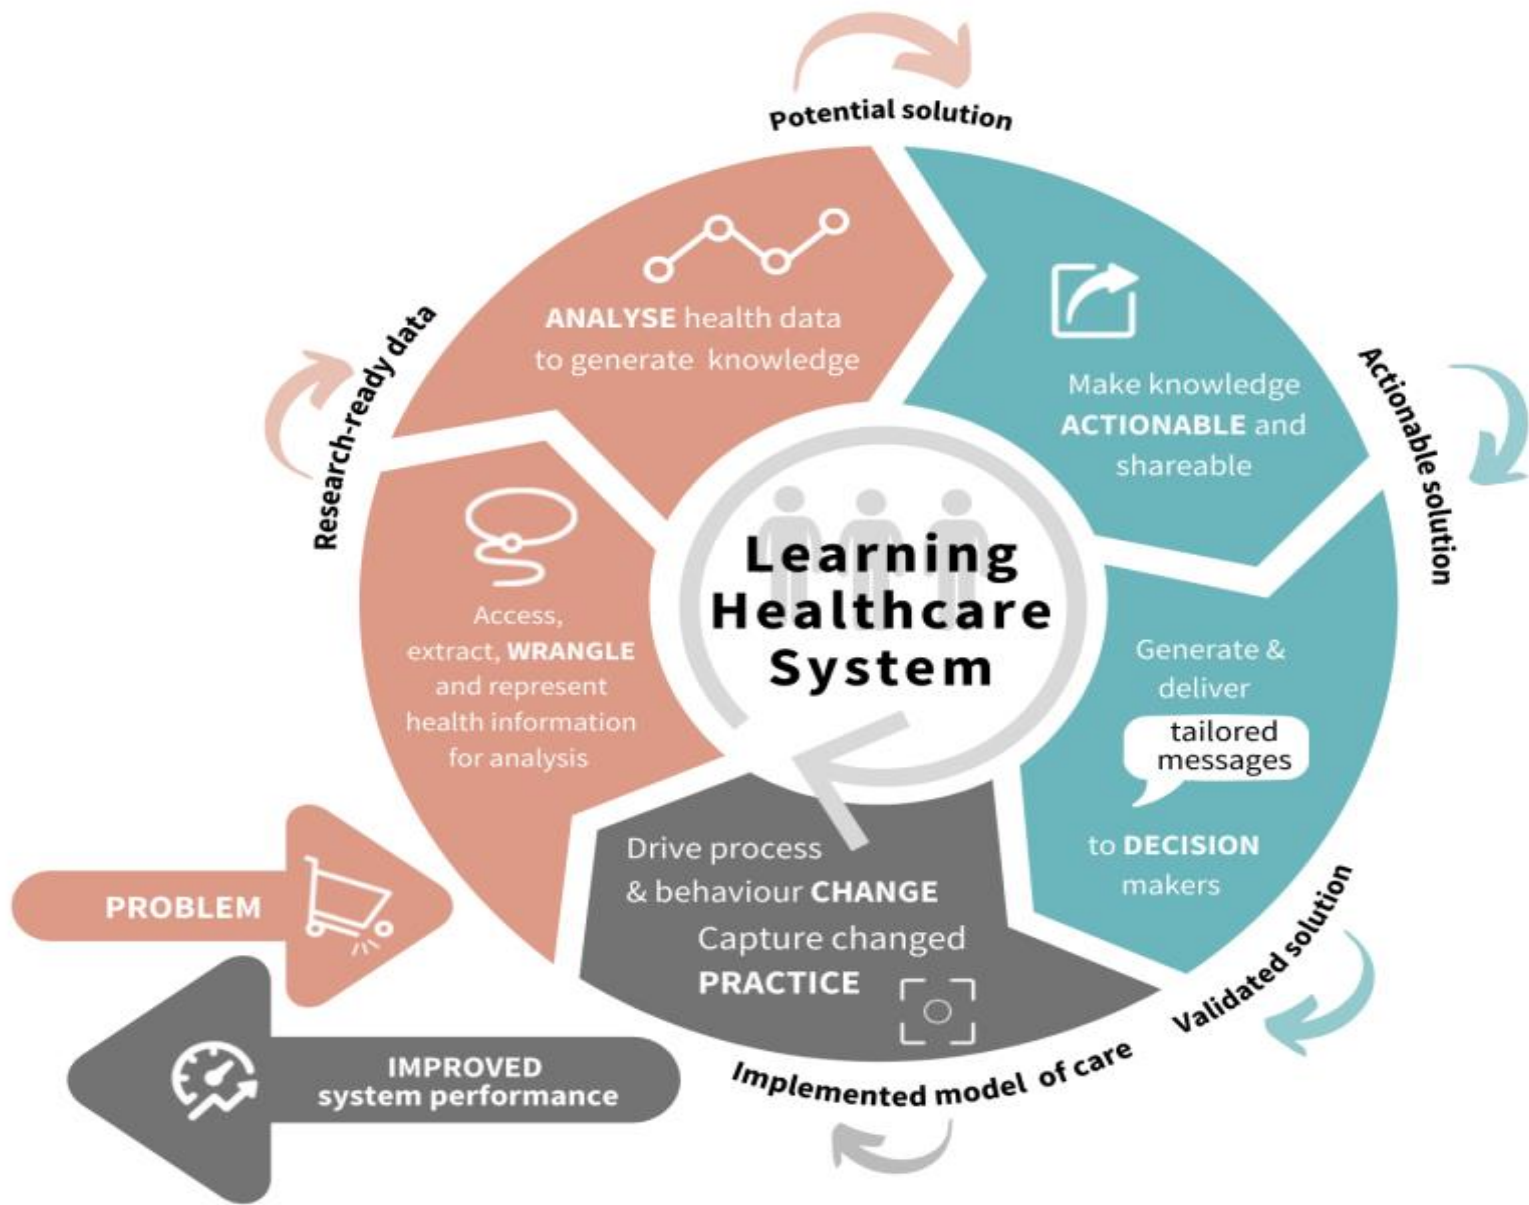 Potential solution
ANALYSE health data
to generate knowledge
Make knowledge
ACTIONABLE and
shareable
Research-ready data
Actionable solution
Learning
Healthcare
System
Access,
extract, WRANGLE
and represent
health information
for analysis
Generate &
deliver
tailored
messages
to DECISION
makers
Drive process
& behaviour CHANGE
Capture changed
PRACTICE
PROBLEM
Validated solution
Implemented model of care
IMPROVED
system performance